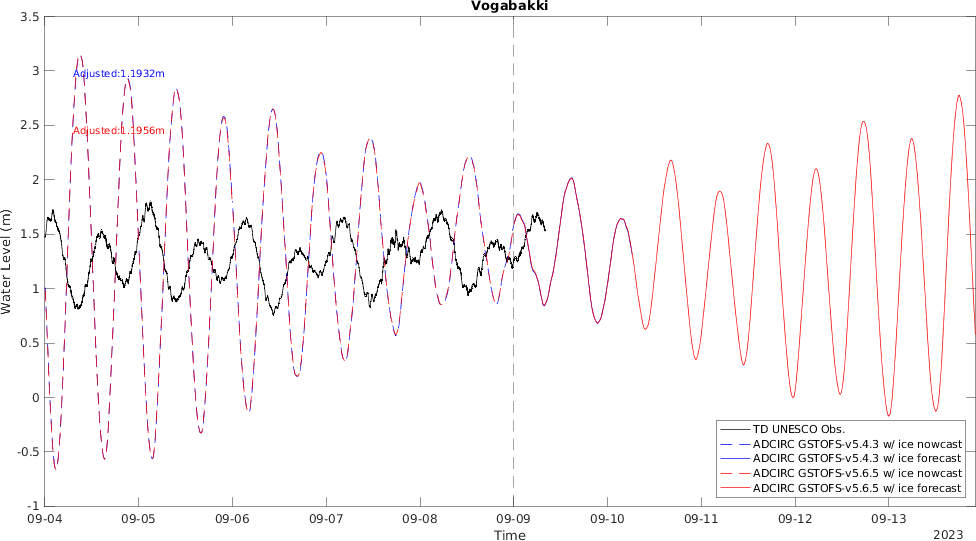 Vogabakki
3.5
3
2.5
2
1.5
1
0.5
0
-0.5
-1
Water Level (m)
Adjusted:1.1932m
Adjusted:1.1956m
TD UNESCO Obs.
ADCIRC GSTOFS-v5.4.3 w/ ice nowcast
ADCIRC GSTOFS-v5.4.3 w/ ice forecast
ADCIRC GSTOFS-v5.6.5 w/ ice nowcast
ADCIRC GSTOFS-v5.6.5 w/ ice forecast
09-04 09-05 09-06 09-07 09-08 09-09 09-10 09-11 09-12 09-13
Time
2023